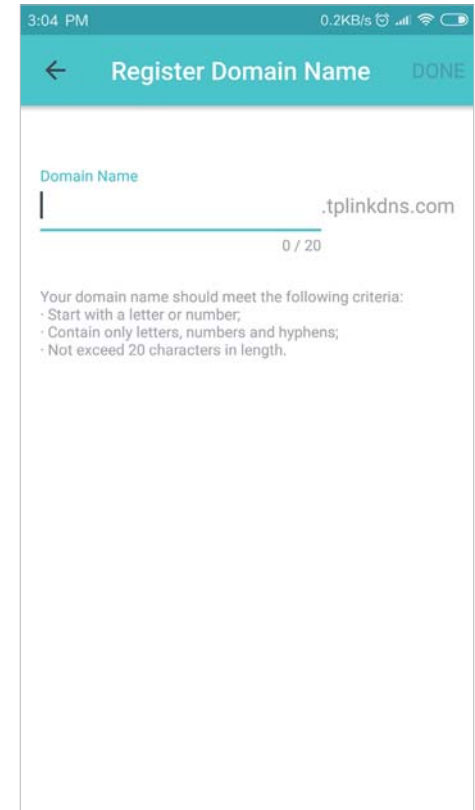 3:04 PM 0.2KB/s
Register Domain Name DONE
Domain Name
.tplinkdns.com
0 / 20
Your domain name should meet the following criteria:
· Start with a letter or number;
· Contain only letters, numbers and hyphens;
· Not exceed 20 characters in length.